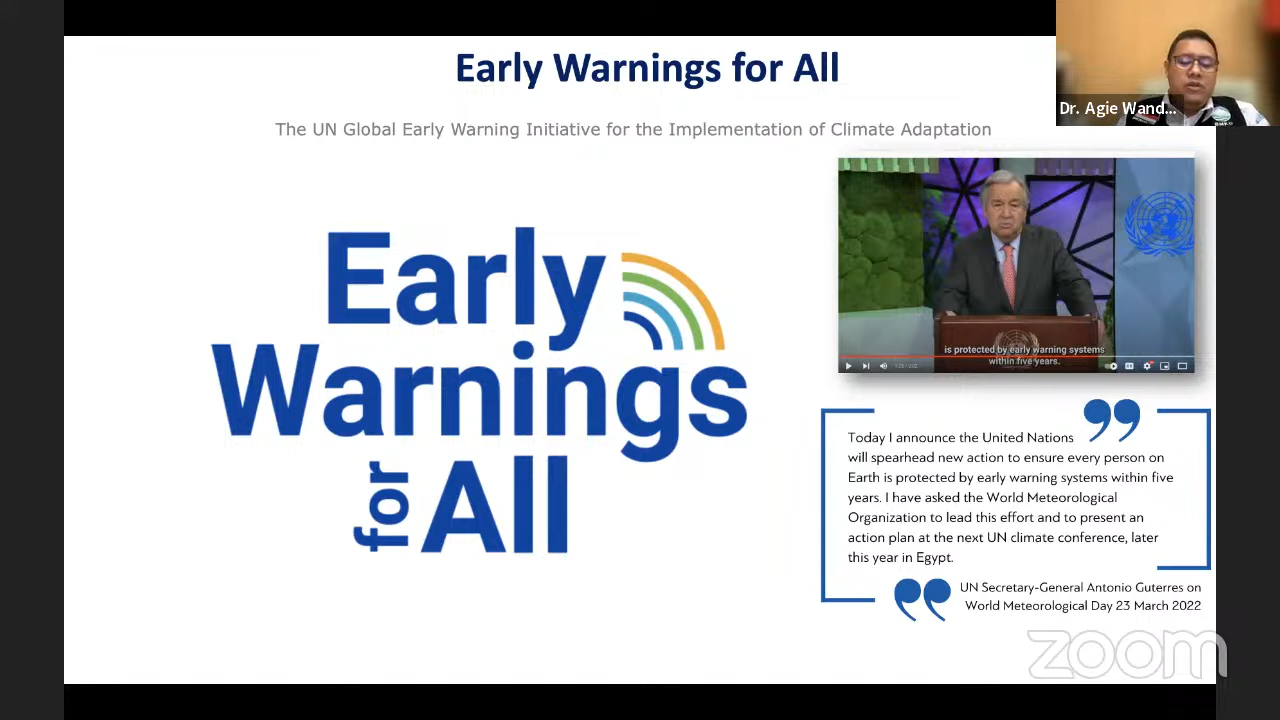 Early Warnings for All
Dr. Agie Wand...
The UN Global Early Warning Initiative for the Implementation of Climate Adaptation
Early
Warnings
for All
is protected by early warning systems
within five years.
Today I announce the United Nations
will spearhead new action to ensure every person on
Earth is protected by early warning systems within five
years. I have asked the World Meteorological
Organization to lead this effort and to present an
action plan at the next UN climate conference, later
this year in Egypt.
UN Secretary-General Antonio Guterres on
World Meteorological Day 23 March 2022
zoom